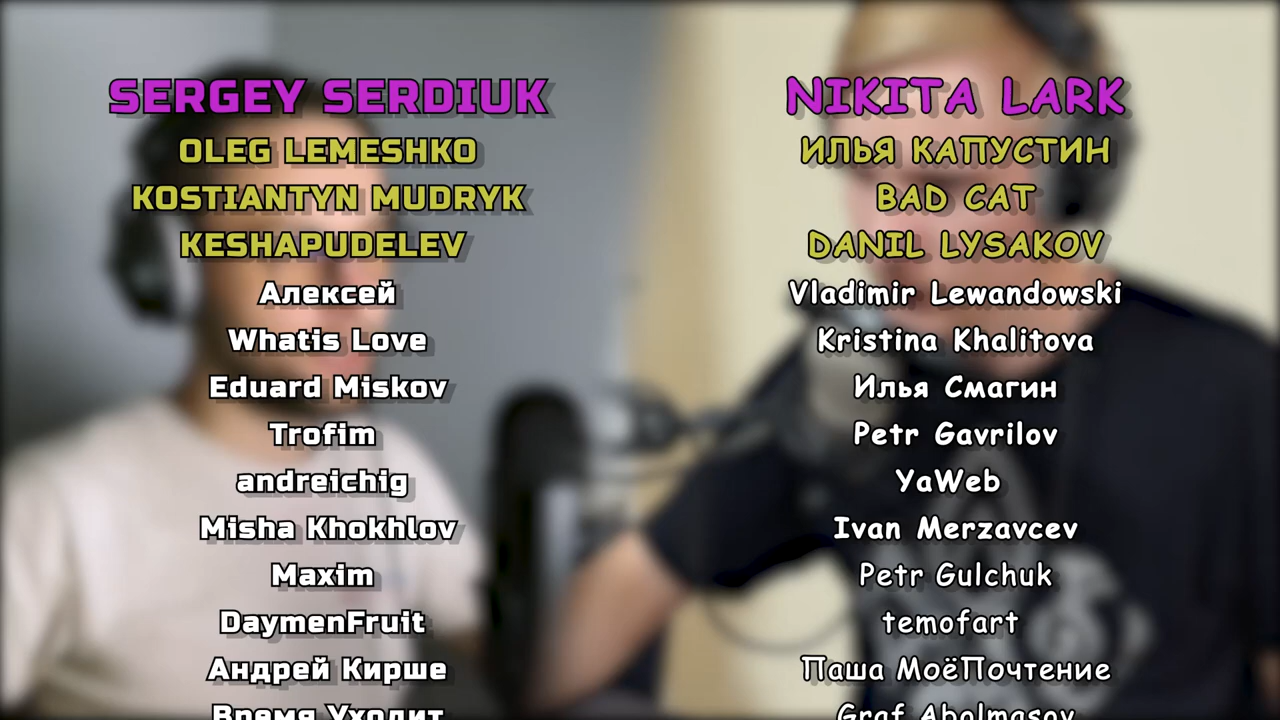 SERGEY SERDIUK
OLEG LEMESHKO
KOSTIANTYN MUDRYK
KESHAPUDELEV
Алексей
Whatis Love
Eduard Miskov
Trofim
andreichig
Misha Khokhlov
Maxim
DaymenFruit
Андрей Кирше
Время Уходит
NIKITA LARK
ИЛЬЯ КАПУСТИН
BAD CAT
DANIL LYSAKOV
Vladimir Lewandowski
Kristina Khalitova
Илья Смагин
Petr Gavrilov
YaWeb
Ivan Merzavcev
Petr Gulchuk
temofart
Паша МоёПочтение
Graf Abolmasov